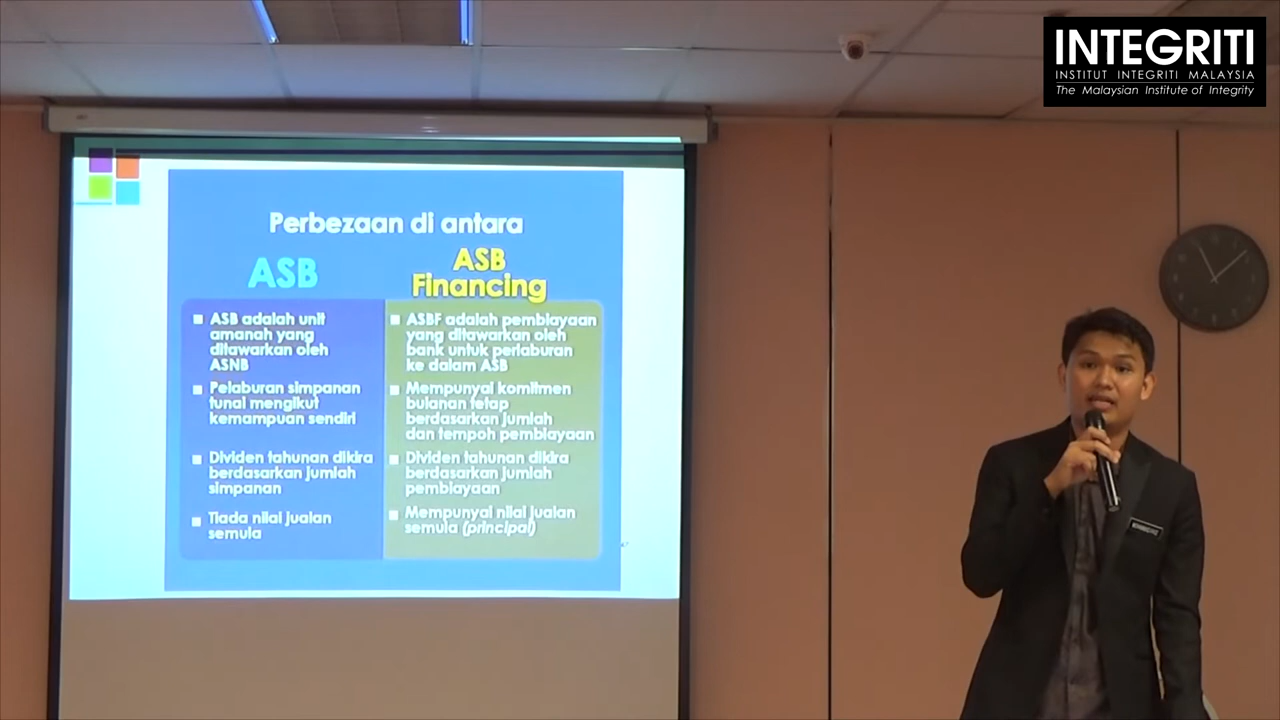 INTEGRITI
INSTITUT INTEGRITI MALAYSIA
The Malaysian Institute of Integrity
Perbezaan di antara
ASB
ASB adalah unit
amanah yang
ditawarkan oleh
ASNB
Pelaburan simpanan
tunai mengikut
kemampuan sendiri
Dividen tahunan dikira
berdasarkan jumlah
simpanan
Tiada nilai jualan
semula
ASB
Financing
ASBF adalah pembiayaan
yang ditawarkan oleh
bank untuk perlaburan
ke dalam ASB
Mempunyai komitmen
bulanan tetap
berdasarkan jumlah
dan tempoh pembiayaan
Dividen tahunan dikira
berdasarkan jumlah
pembiayaan
Mempunyai nilai jualan
semula (principal)